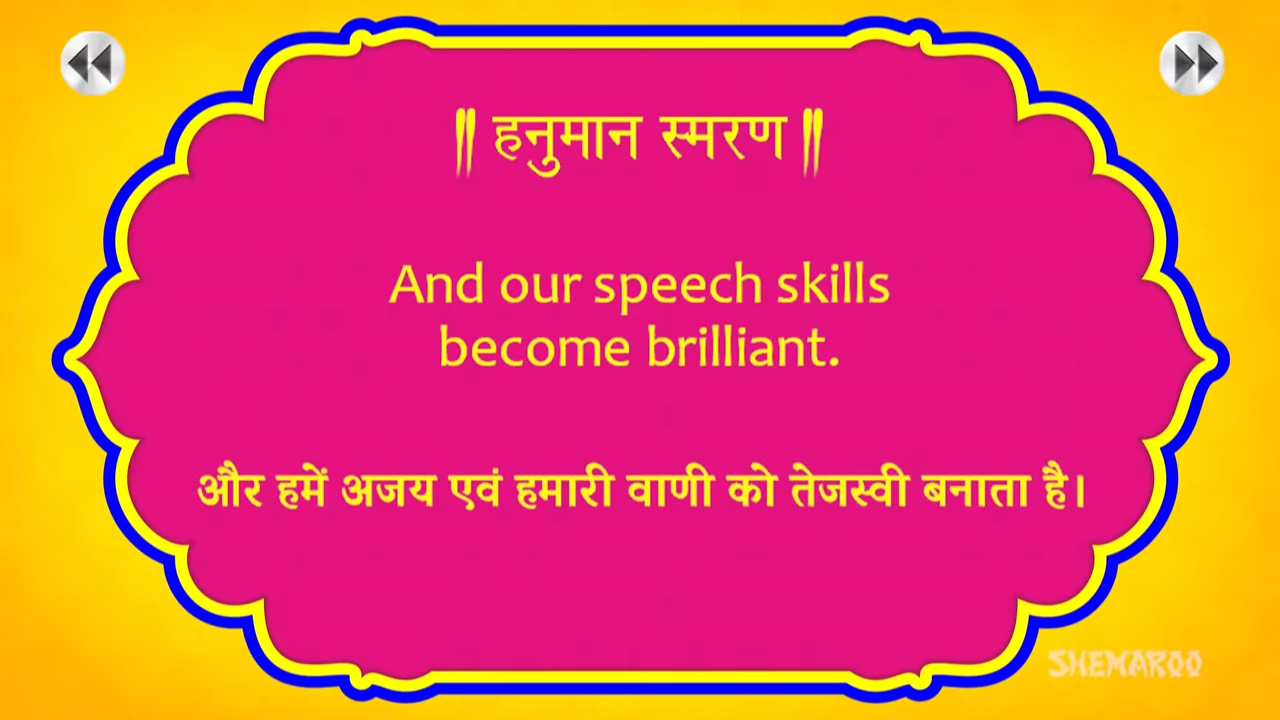 ॥ हनुमान स्मरण ॥
And our speech skills
become brilliant.
और हमें अजय एवं हमारी वाणी को तेजस्वी बनाता है।
SHEMAROO